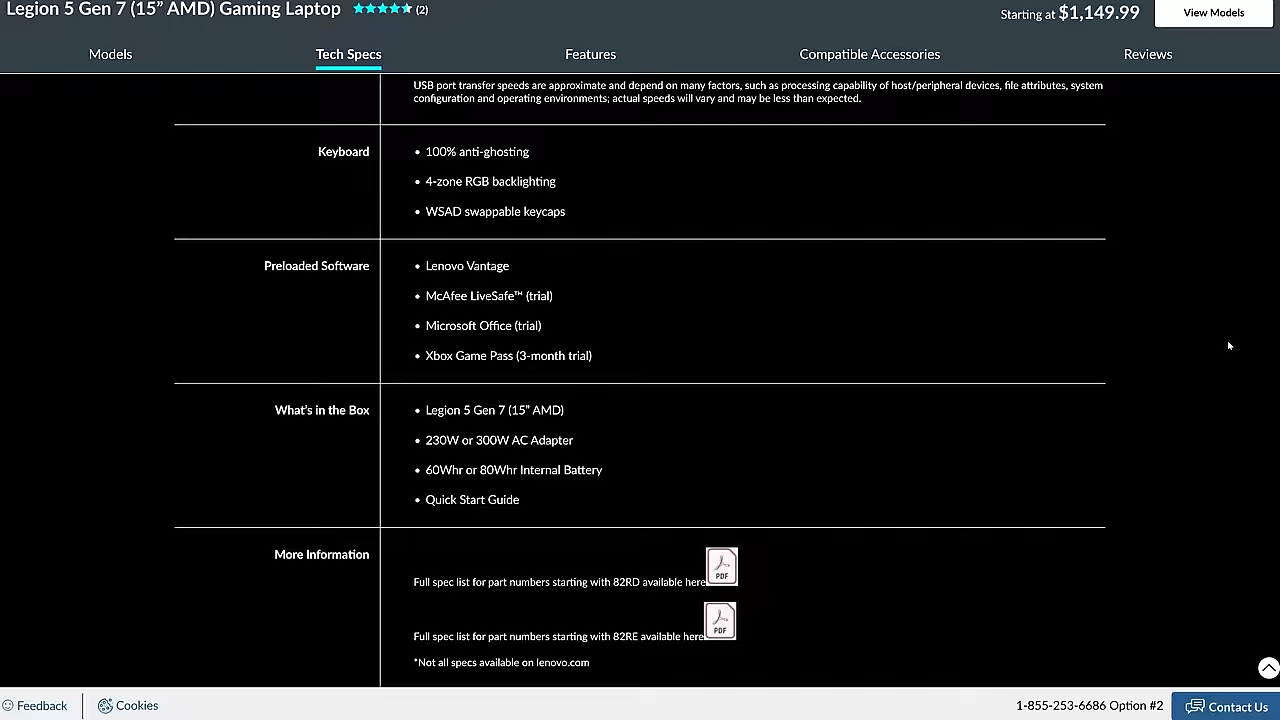 Legion 5 Gen 7 (15” AMD) Gaming Laptop (2)
Starting at $1,149.99
View Models
Models Tech Specs Features Compatible Accessories Reviews
USB port transfer speeds are approximate and depend on many factors, such as processing capability of host/peripheral devices, file attributes, system
configuration and operating environments; actual speeds will vary and may be less than expected.
Keyboard
• 100% anti-ghosting
• 4-zone RGB backlighting
• WSAD swappable keycaps
Preloaded Software
• Lenovo Vantage
• McAfee LiveSafe™ (trial)
• Microsoft Office (trial)
• Xbox Game Pass (3-month trial)
What’s in the Box
• Legion 5 Gen 7 (15” AMD)
• 230W or 300W AC Adapter
• 60Whr or 80Whr Internal Battery
• Quick Start Guide
More Information
PDF
Full spec list for part numbers starting with 82RD available here
PDF
Full spec list for part numbers starting with 82RE available here
*Not all specs available on lenovo.com
Feedback Cookies 1-855-253-6686 Option #2 Contact Us